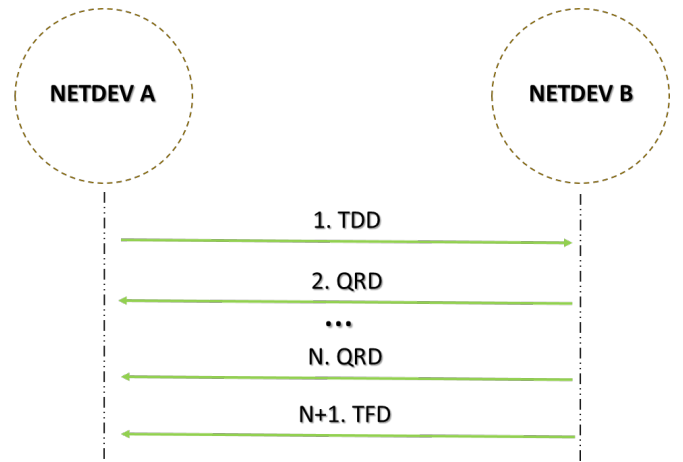 NETDEV A
NETDEV B
1. TDD
2. QRD
...
N. QRD
N+1. TFD